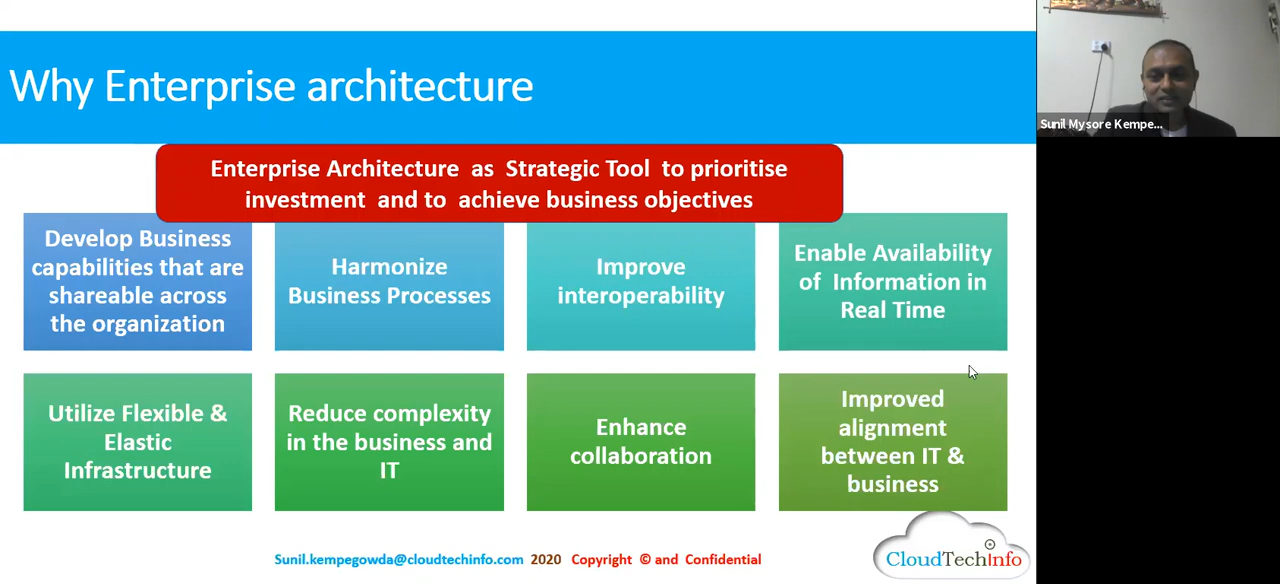 Why Enterprise architecture
Enterprise Architecture as Strategic Tool to prioritise
investment and to achieve business objectives
Develop Business
capabilities that are
shareable across
the organization
Harmonize
Business Processes
Improve
interoperability
Enable Availability
of Information in
Real Time
Utilize Flexible &
Elastic
Infrastructure
Reduce complexity
in the business and
IT
Enhance
collaboration
Improved
alignment
between IT &
business
Sunil.kempegowda@cloudtechinfo.com 2020 Copyright © and Confidential
CloudTechInfo
Sunil Mysore Kempe...